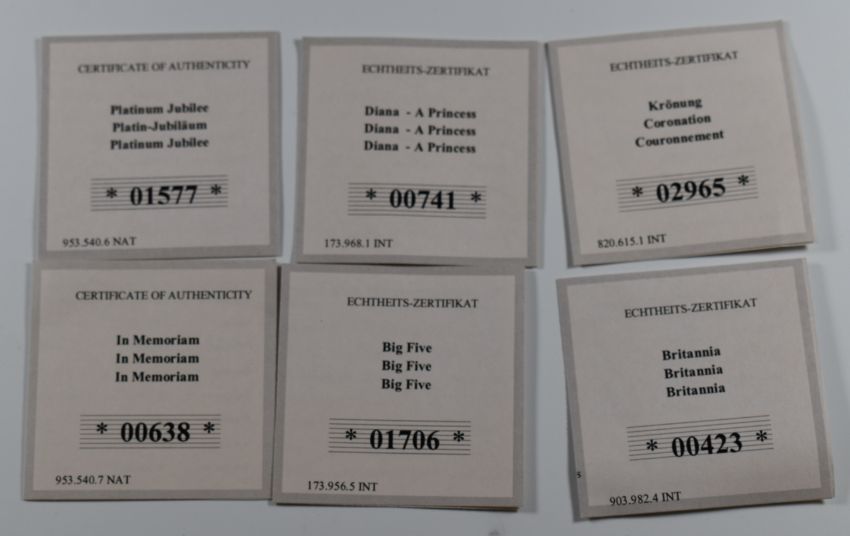 CERTIFICATE OF AUTHENTICITY
Platinum Jubilee
Platin-Jubiläum
Platinum Jubilee
* 01577 *
953.540.6 NAT
ECHTHEITS-ZERTIFIKAT
Diana - A Princess
Diana - A Princess
Diana - A Princess
* 00741 *
173.968.1 INT
ECHTHEITS-ZERTIFIKAT
Krönung
Coronation
Couronnement
* 02965 *
820.615.1 INT
CERTIFICATE OF AUTHENTICITY
In Memoriam
In Memoriam
In Memoriam
* 00638 *
953.540.7 NAT
ECHTHEITS-ZERTIFIKAT
Big Five
Big Five
Big Five
* 01706 *
173.956.5 INT
ECHTHEITS-ZERTIFIKAT
Britannia
Britannia
Britannia
* 00423 *
s
903.982.4 INT